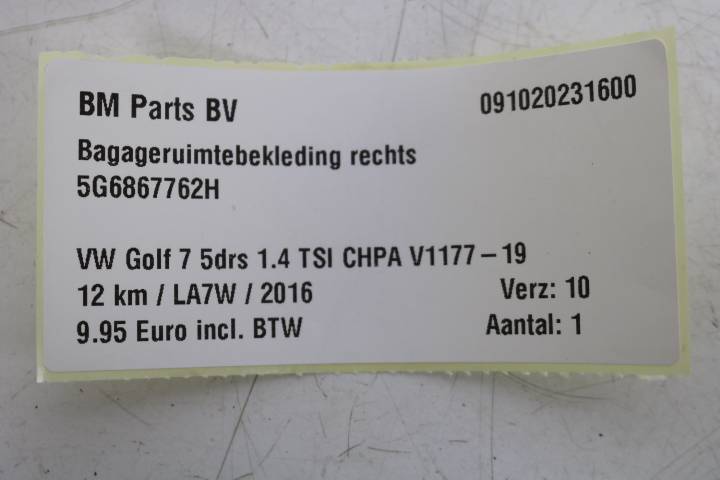 BM Parts BV 091020231600
Bagageruimtebekleding rechts
5G6867762H
VW Golf 7 5drs 1.4 TSI CHPA V1177-19
12 km / LA7W / 2016 Verz: 10
9.95 Euro incl. BTW Aantal: 1